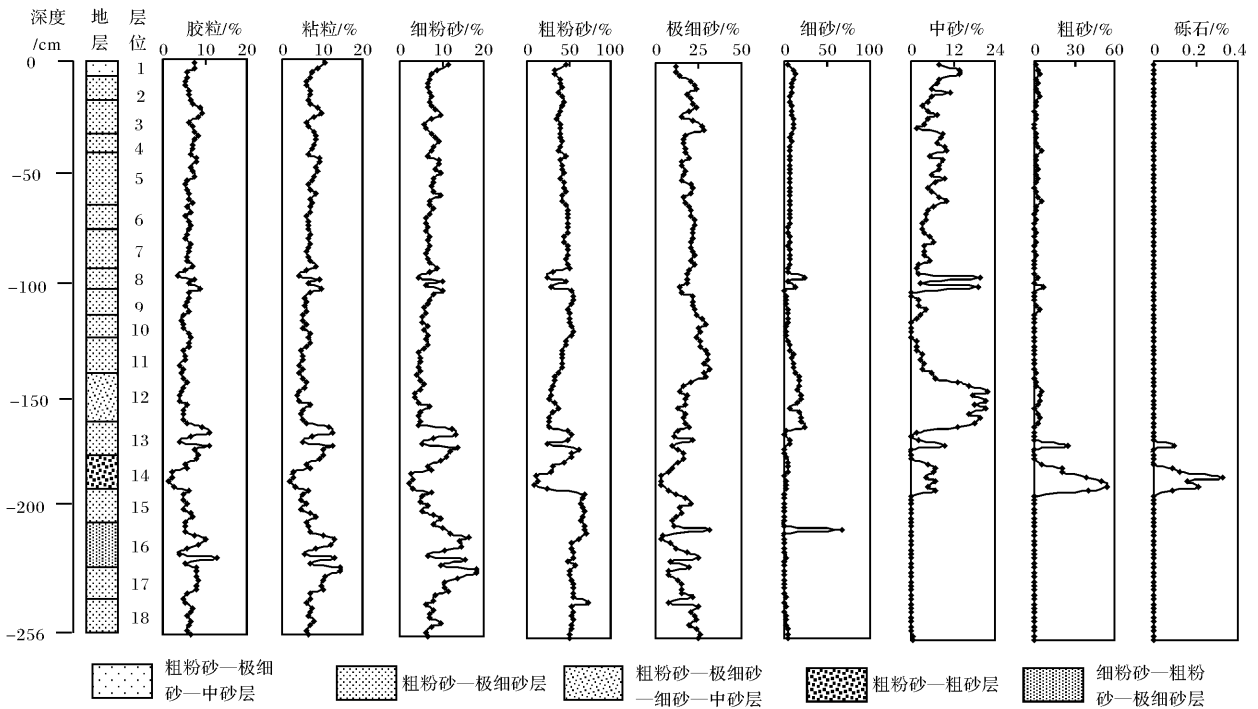 深度 地 层
/cm 层 位
胶粒/% 粘粒/% 细粉砂/% 粗粉砂/% 极细砂/% 细砂/% 中砂/% 粗砂/% 砾石/%
0 10 20 0 10 20 0 10 20 0 50 100 0 25 50 0 50 100 0 12 24 0 30 60 0 0.2 0.4
0 1
2
3
4
-50 5
6
7
8
-100
9
10
11
-150 12
13
14
-200 15
16
17
18
-256
粗粉砂—极细
砂—中砂层
粗粉砂—极细砂层
粗粉砂—极细砂
—细砂—中砂层
粗粉砂—粗砂层
细粉砂—粗粉
砂—极细砂层